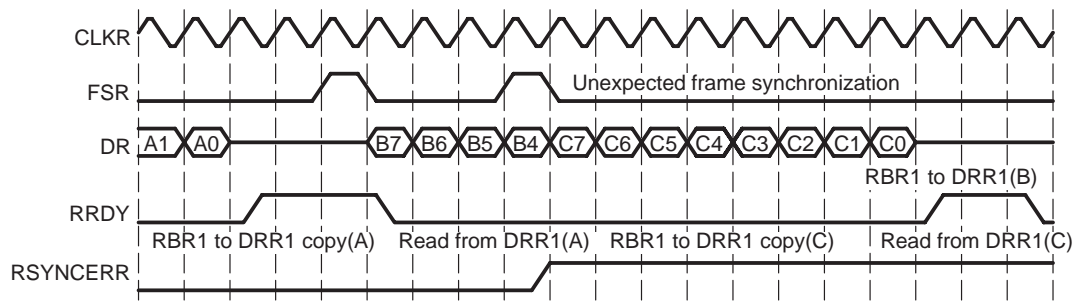 CLKR
FSR
Unexpected frame synchronization
DR A1 A0 B7 B6 B5 B4 C7 C6 C5 C4 C3 C2 C1 C0
RBR1 to DRR1(B)
RRDY
RBR1 to DRR1 copy(A) Read from DRR1(A) RBR1 to DRR1 copy(C) Read from DRR1(C)
RSYNCERR